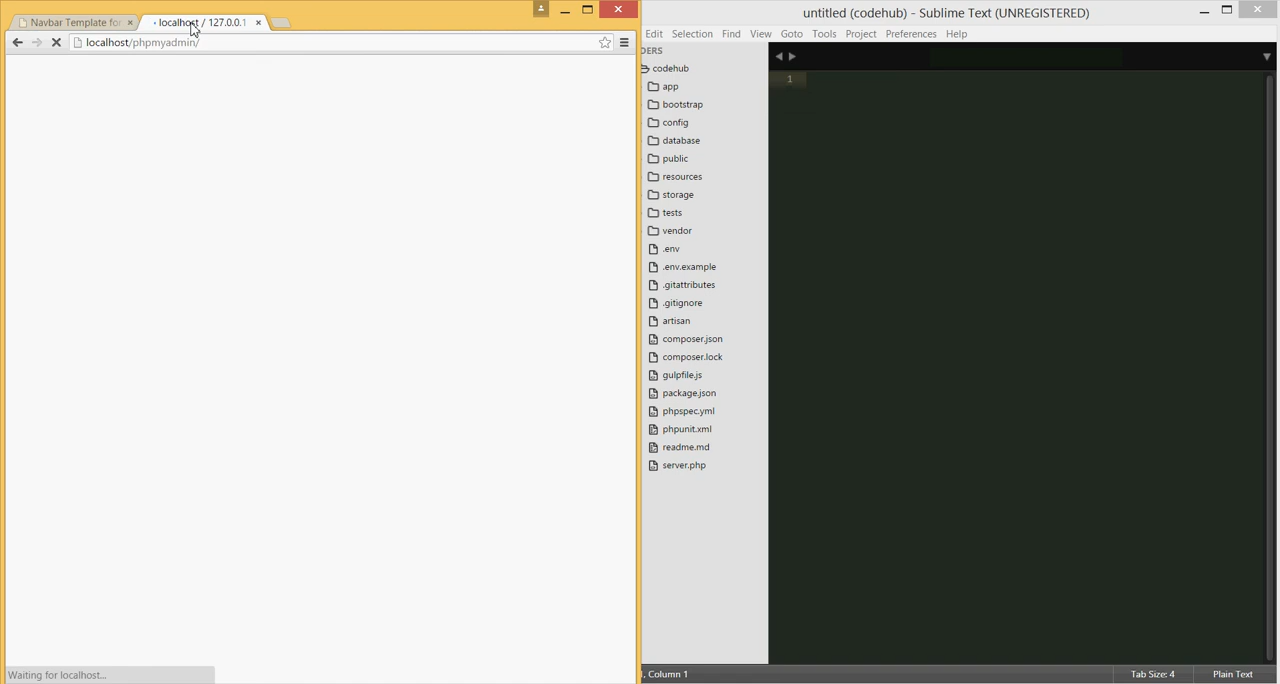 Navbar Template for
localhost / 127.0.0.1
localhost/phpmyadmin/
Waiting for localhost...
untitled (codehub) - Sublime Text (UNREGISTERED)
Edit Selection Find View Goto Tools Project Preferences Help
DERS
codehub
app
bootstrap
config
database
public
resources
storage
tests
vendor
.env
.env.example
.gitattributes
.gitignore
artisan
composer.json
composer.lock
gulpfile.js
package.json
phpspec.yml
phpunit.xml
readme.md
server.php
1
, Column 1
Tab Size: 4
Plain Text